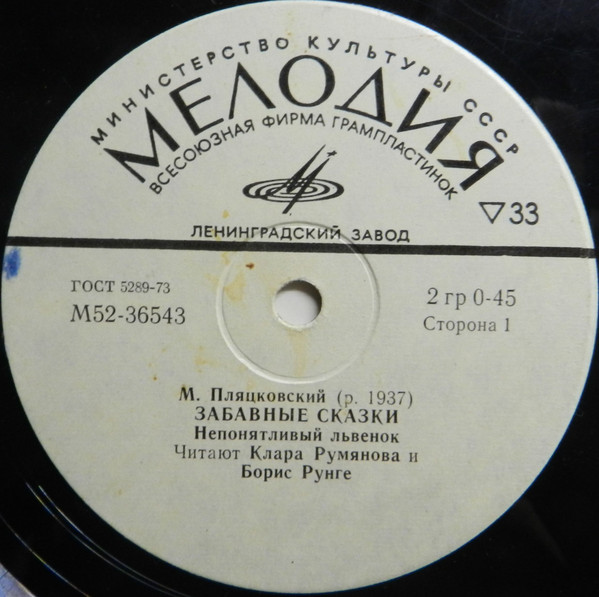 МИНИСТЕРСТВО КУЛЬТУРЫ СССР
МЕЛОДИЯ
ВСЕСОЮЗНАЯ ФИРМА ГРАМПЛАСТИНОК
▽33
ЛЕНИНГРАДСКИЙ ЗАВОД
ГОСТ 5289-73
М52-36543
2 гр 0-45
Сторона 1
М. Пляцковский (р. 1937)
ЗАБАВНЫЕ СКАЗКИ
Непонятливый львенок
Читают Клара Румянова и
Борис Рунге